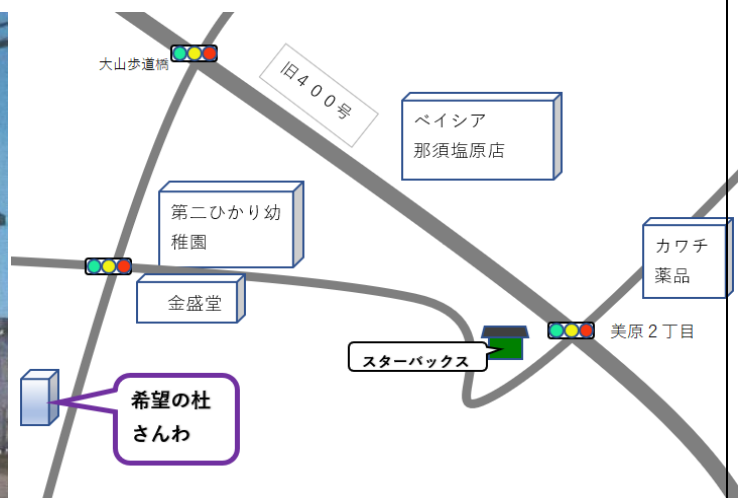 大山歩道橋
旧４００号
ベイシア
那須塩原店
第二ひかり幼
稚園
カワチ
薬品
金盛堂
美原２丁目
スターバックス
希望の杜
さんわ